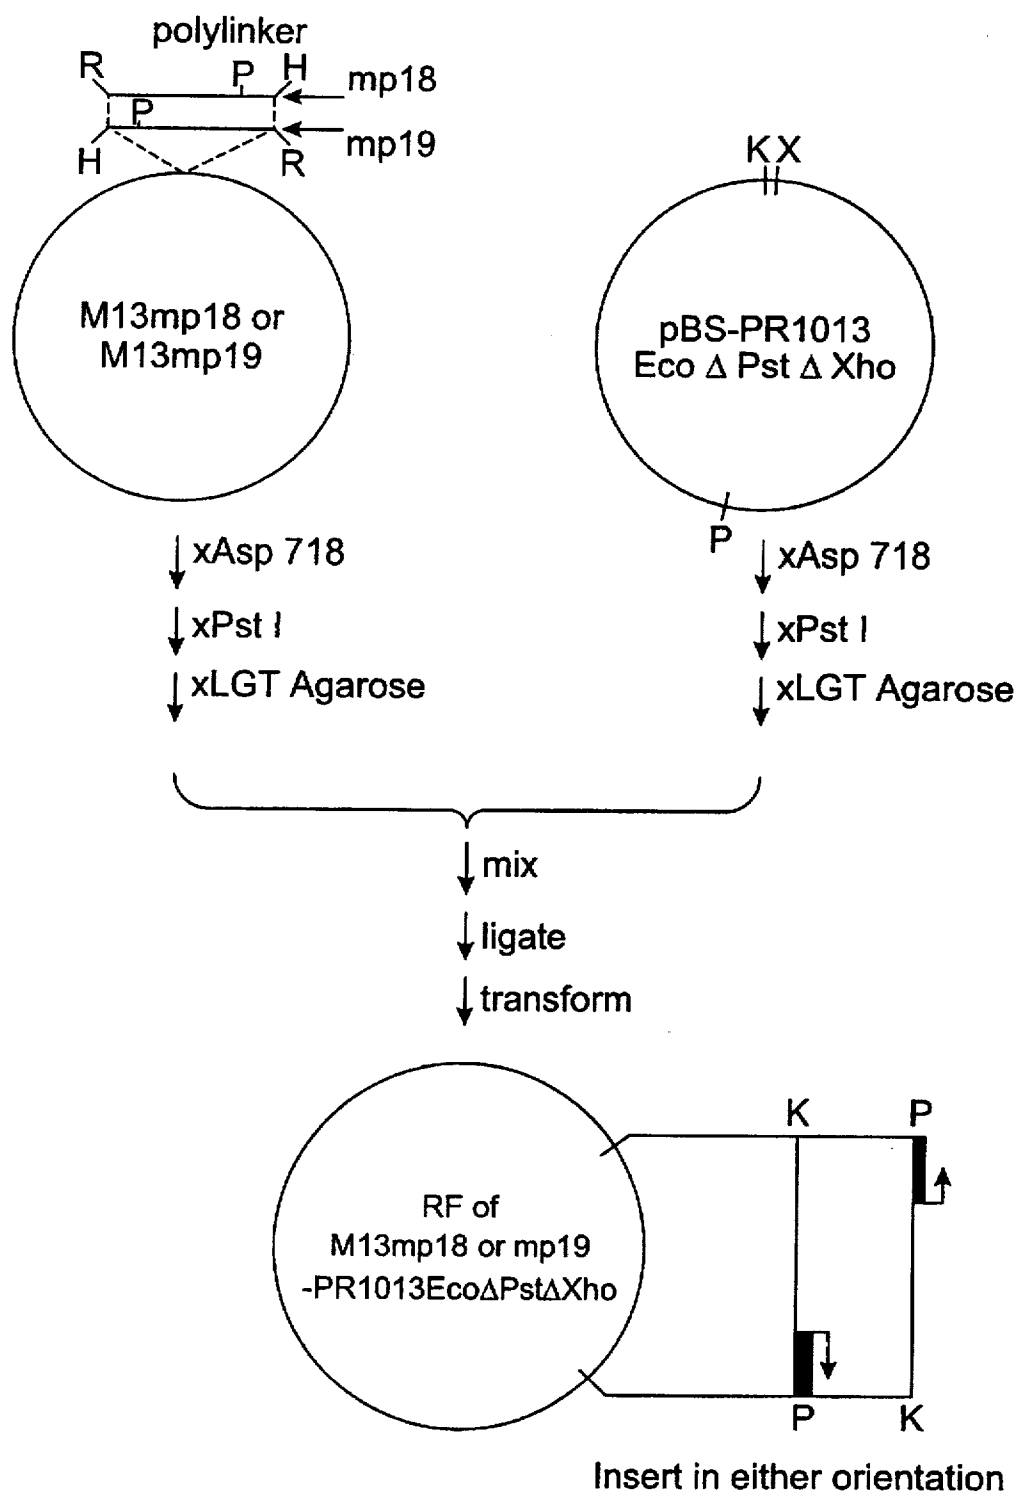 polylinker
R P H mp18
P
H R mp19
M13mp18 or
M13mp19
xAsp 718
xPst I
xLGT Agarose
K X
pBS-PR1013
Eco Δ Pst Δ Xho
P
xAsp 718
xPst I
xLGT Agarose
mix
ligate
transform
RF of
M13mp18 or mp19
-PR1013EcoΔPstΔXho
K P
P K
Insert in either orientation